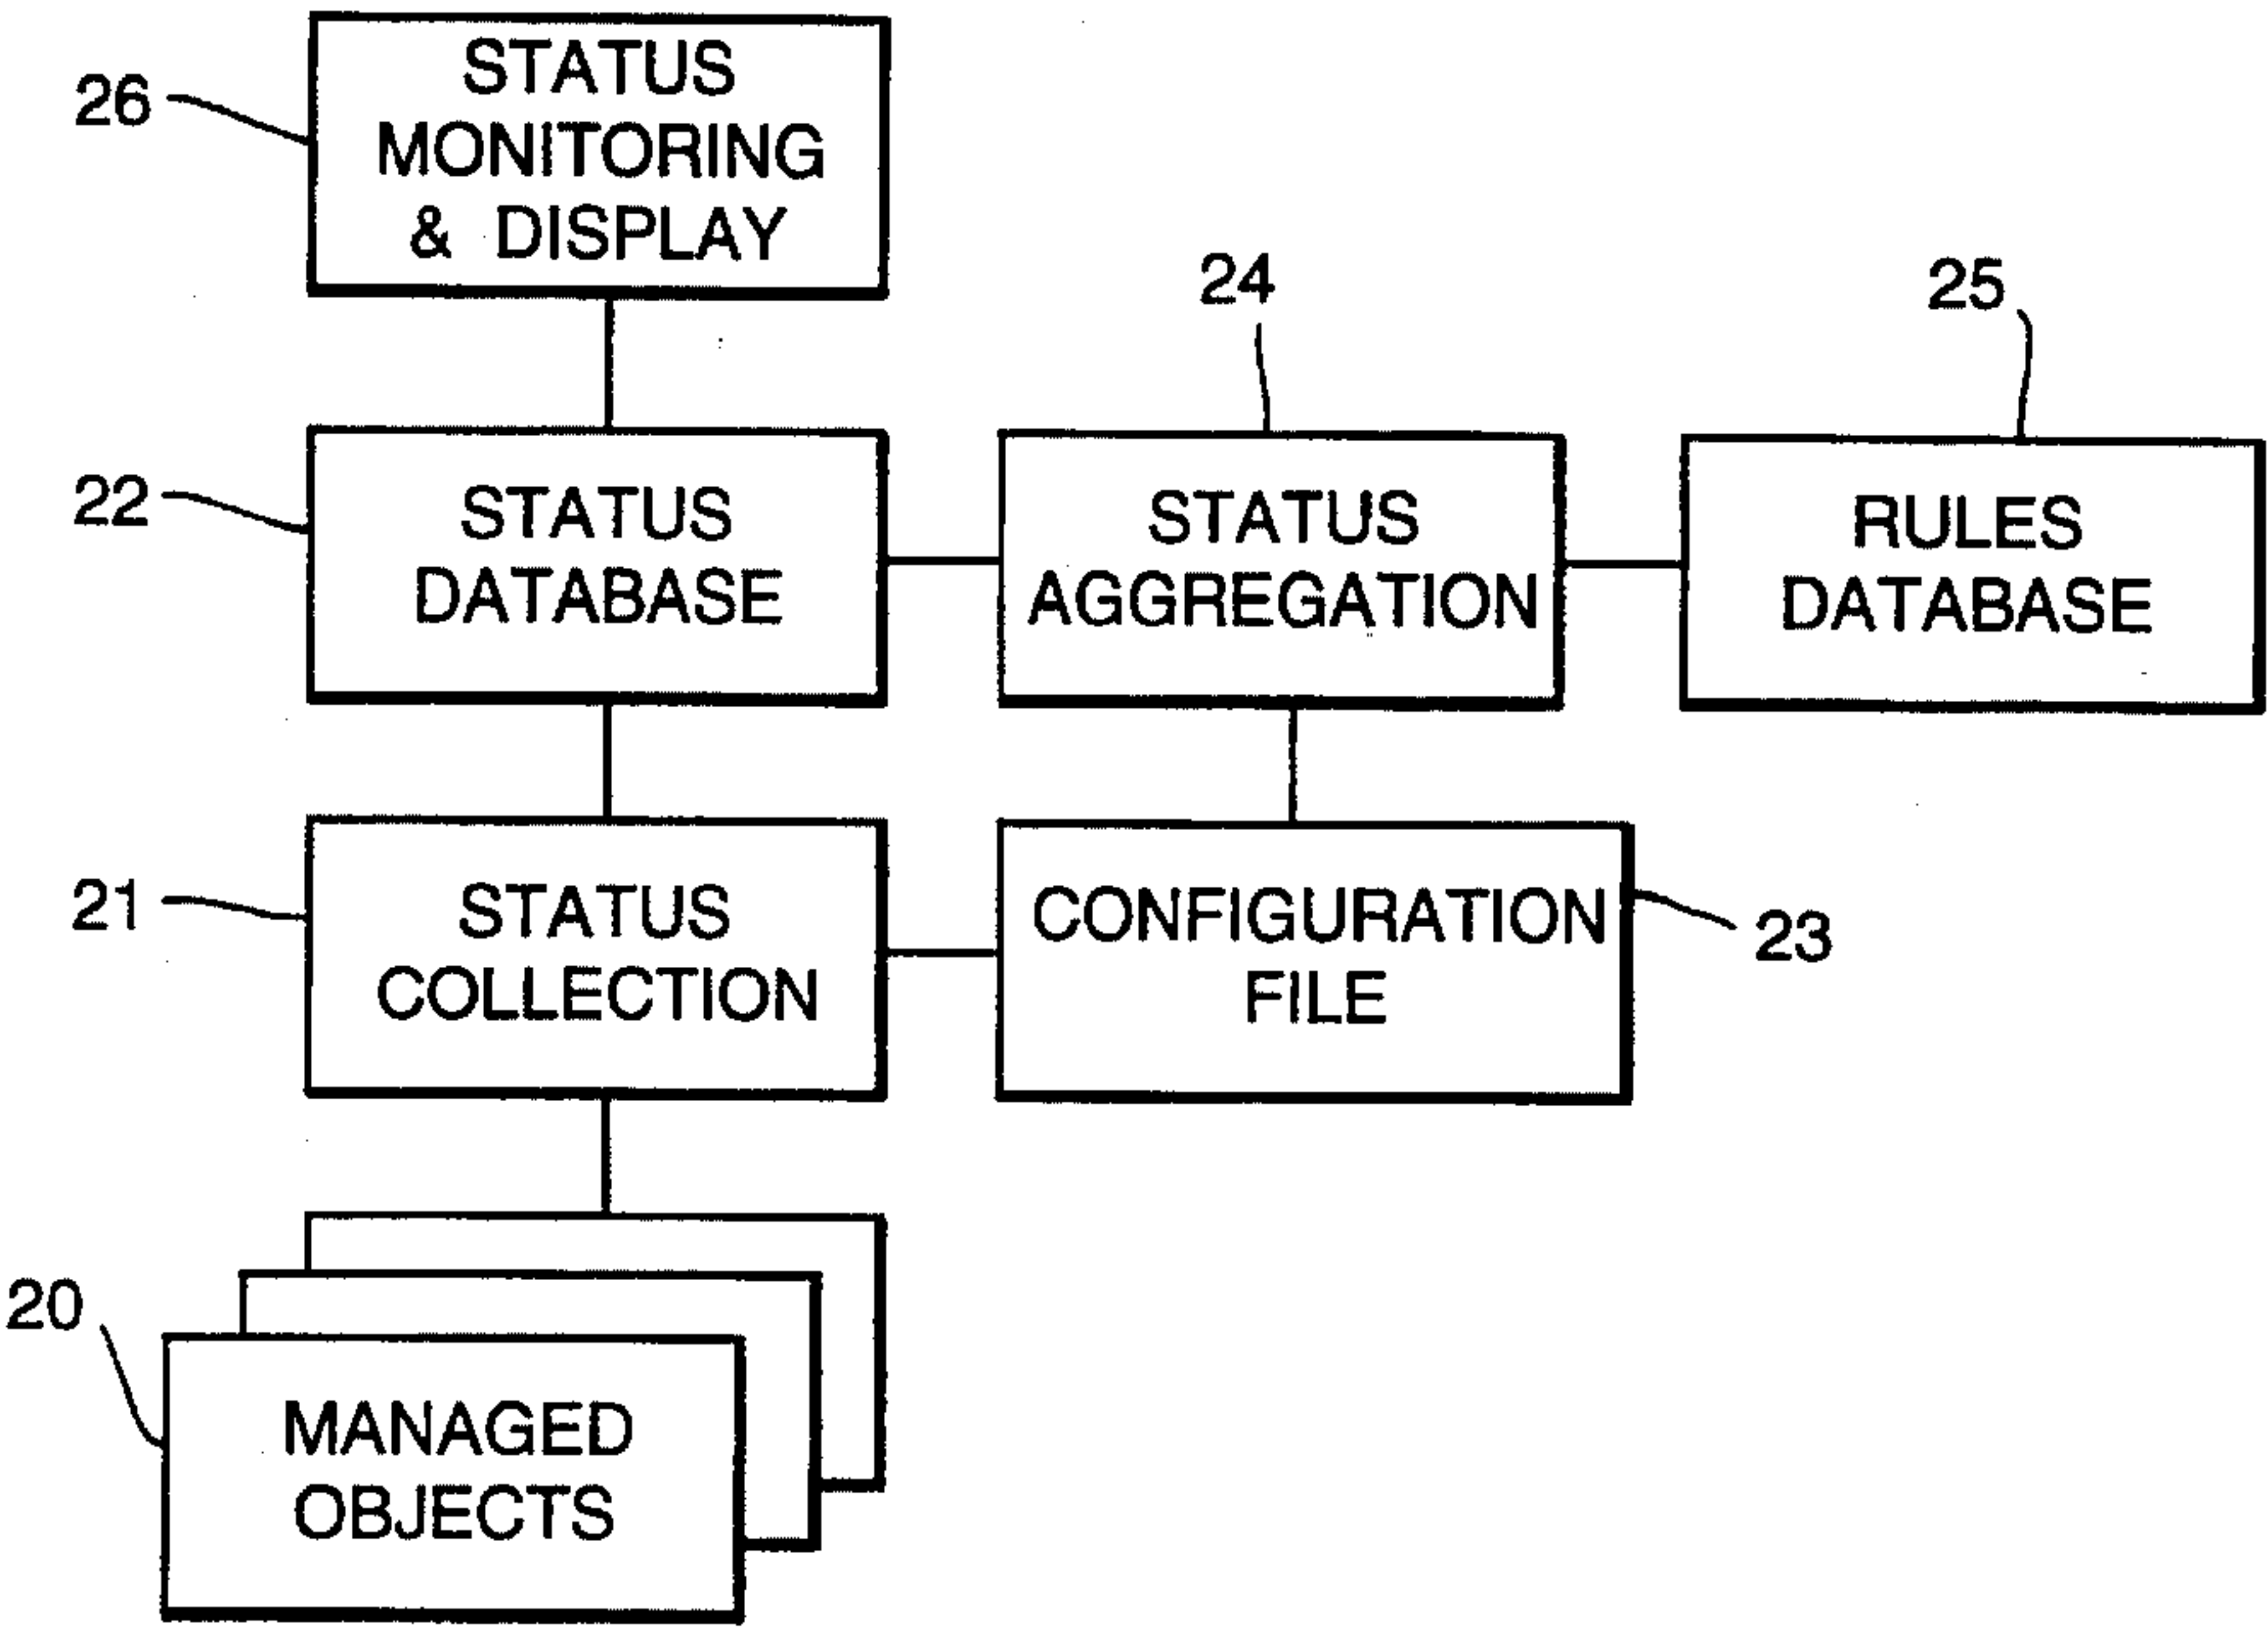 26
STATUS
MONITORING
& DISPLAY
24
25
22
STATUS
DATABASE
STATUS
AGGREGATION
RULES
DATABASE
21
STATUS
COLLECTION
CONFIGURATION
FILE
23
20
MANAGED
OBJECTS